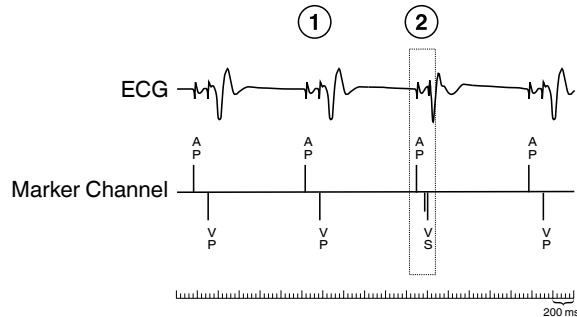 1 2
ECG
A P A P A P A P
Marker Channel
V P V P V S V P
200 ms